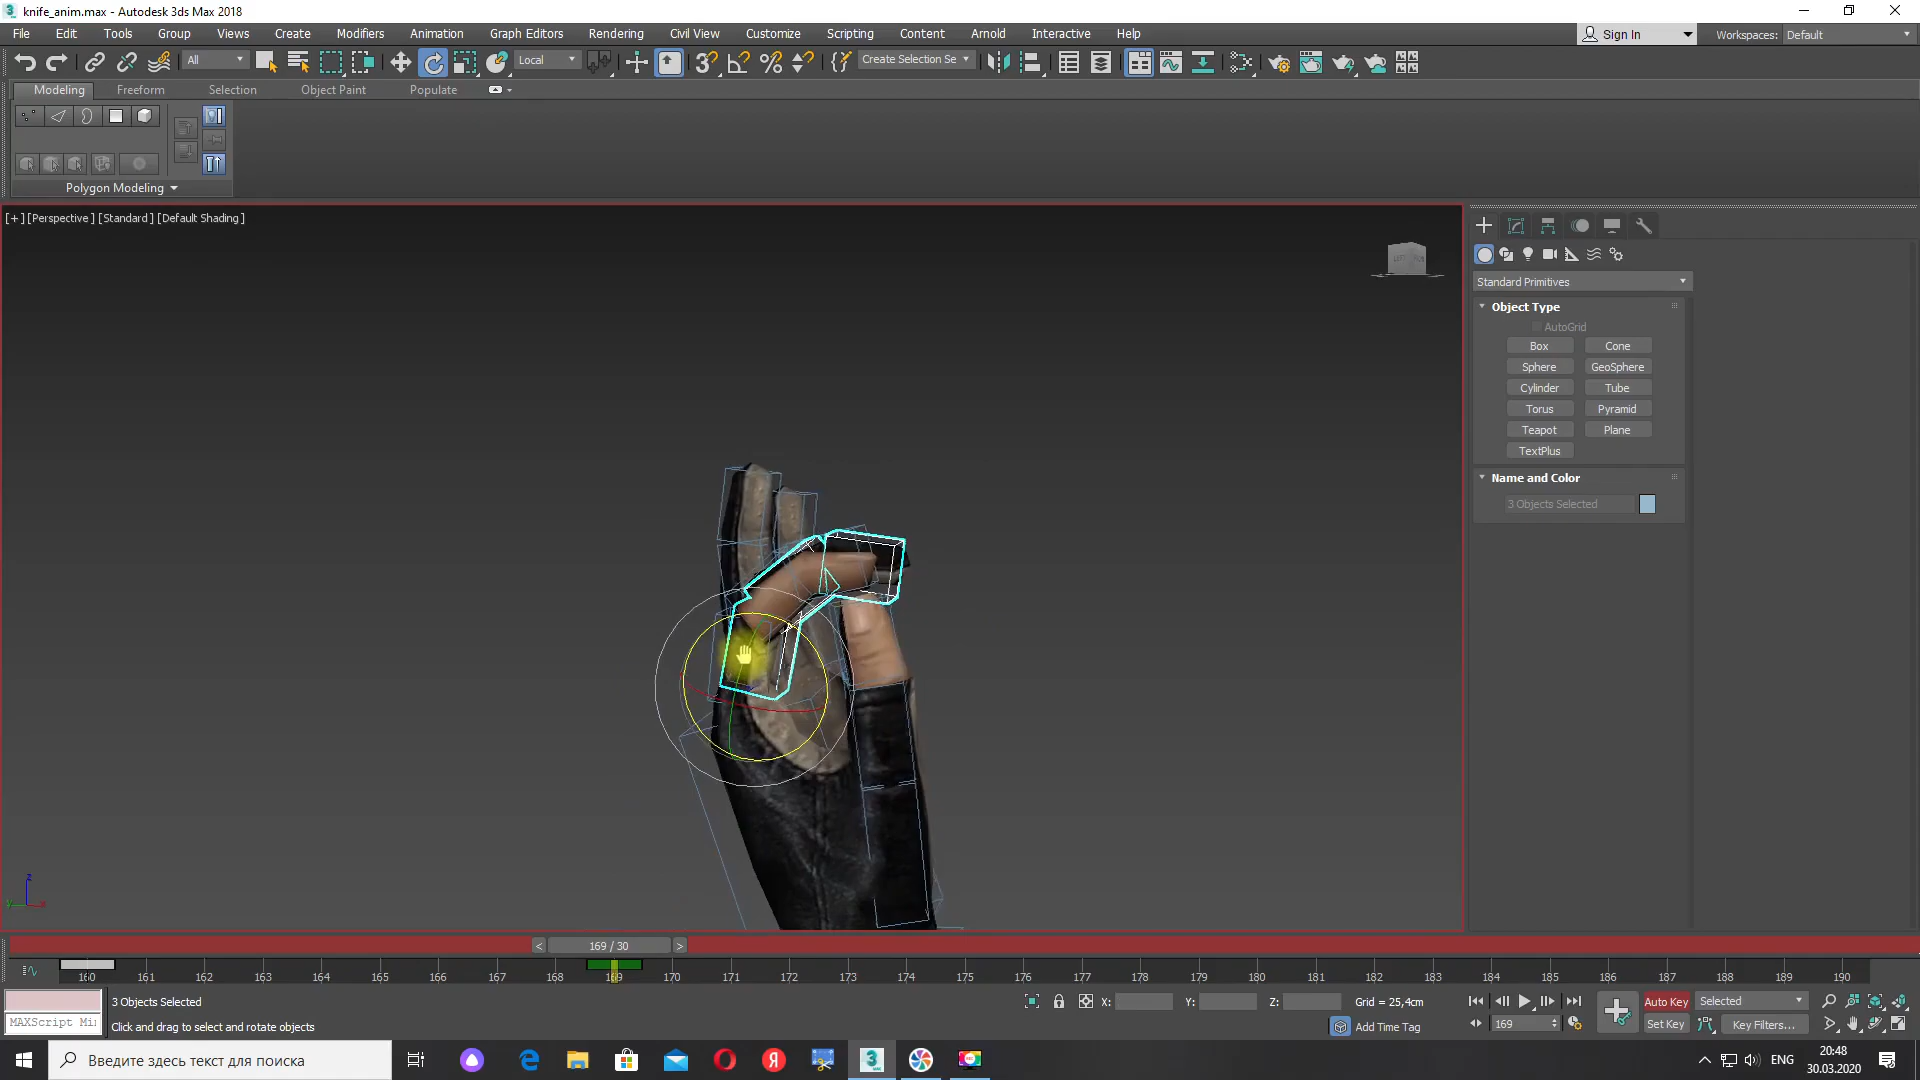 knife_anim.max - Autodesk 3ds Max 2018
File Edit Tools Group Views Create Modifiers Animation Graph Editors Rendering Civil View Customize Scripting Content Arnold Interactive Help
Sign In
Workspaces: Default
All
Local
Create Selection Se
Modeling Freeform Selection Object Paint Populate
Polygon Modeling
[+] [Perspective] [Standard] [Default Shading]
Standard Primitives
Object Type
AutoGrid
Box Cone
Sphere GeoSphere
Cylinder Tube
Torus Pyramid
Teapot Plane
TextPlus
Name and Color
3 Objects Selected
z
< 169 / 30 >
160 161 162 163 164 165 166 167 168 169 170 171 172 173 174 175 176 177 178 179 180 181 182 183 184 185 186 187 188 189 190
3 Objects Selected
X: Y: Z: Grid = 25,4cm
Auto Key Selected
MAXScript Mi
Click and drag to select and rotate objects
Add Time Tag
169
Set Key Key Filters...
Введите здесь текст для поиска
ENG
20:48
30.03.2020